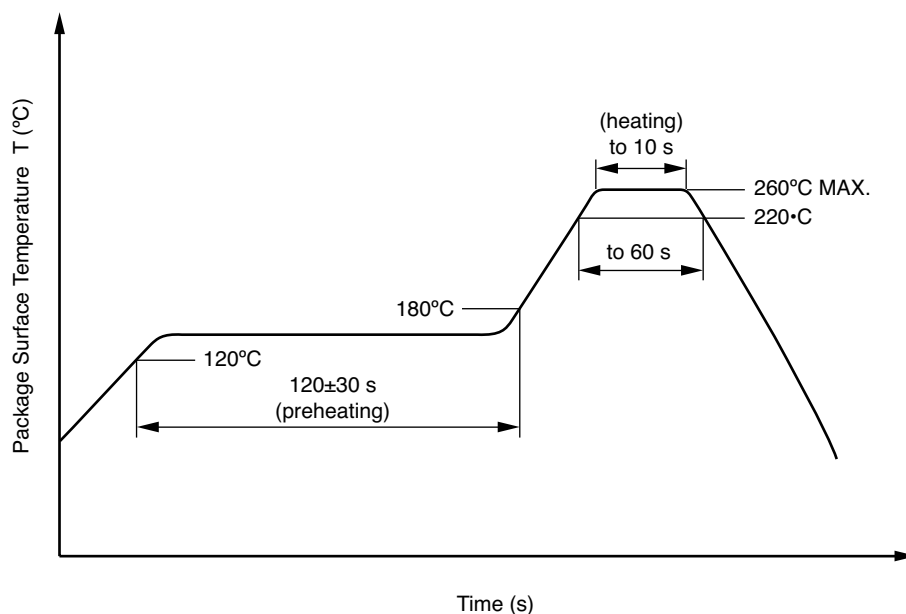 Package Surface Temperature T (ºC)
(heating)
to 10 s
260ºC MAX.
220•C
to 60 s
180ºC
120ºC
120±30 s
(preheating)
Time (s)